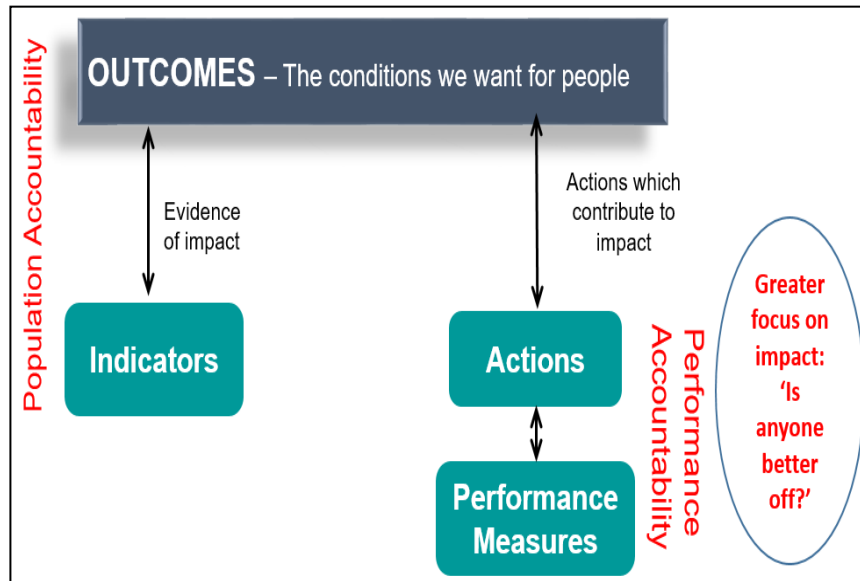 Population Accountability
OUTCOMES – The conditions we want for people
Evidence
of impact
Actions which
contribute to
impact
Indicators
Actions
Performance
Measures
Performance
Accountability
Greater
focus on
impact:
‘Is
anyone
better
off?’